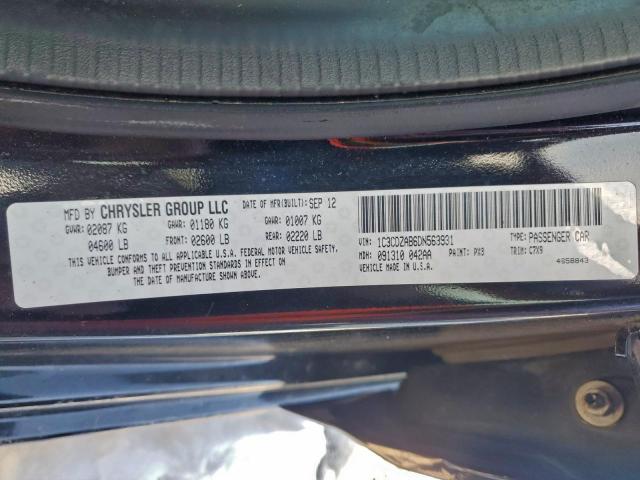 MFD BY CHRYSLER GROUP LLC DATE OF MFR(BUILT): SEP 12
GVWR: 02087 KG GAWR: 01180 KG GAWR: 01007 KG
04600 LB FRONT: 02600 LB REAR: 02220 LB
THIS VEHICLE CONFORMS TO ALL APPLICABLE U.S.A. FEDERAL MOTOR VEHICLE SAFETY,
BUMPER AND THEFT PREVENTION STANDARDS IN EFFECT ON
THE DATE OF MANUFACTURE SHOWN ABOVE.
VIN: 1C3CDZAB6DN563931 TYPE: PASSENGER CAR
MDH: 091310 042AA PAINT: PX8 TRIM: C7X9
MADE IN U.S.A. 4658843